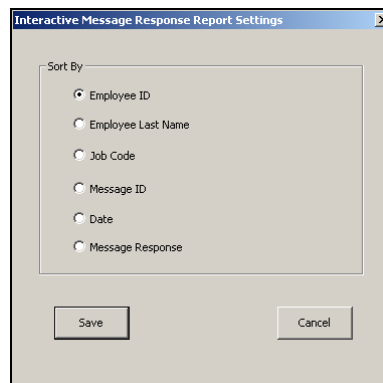 Interactive Message Response Report Settings
Sort By
Employee ID
Employee Last Name
Job Code
Message ID
Date
Message Response
Save
Cancel